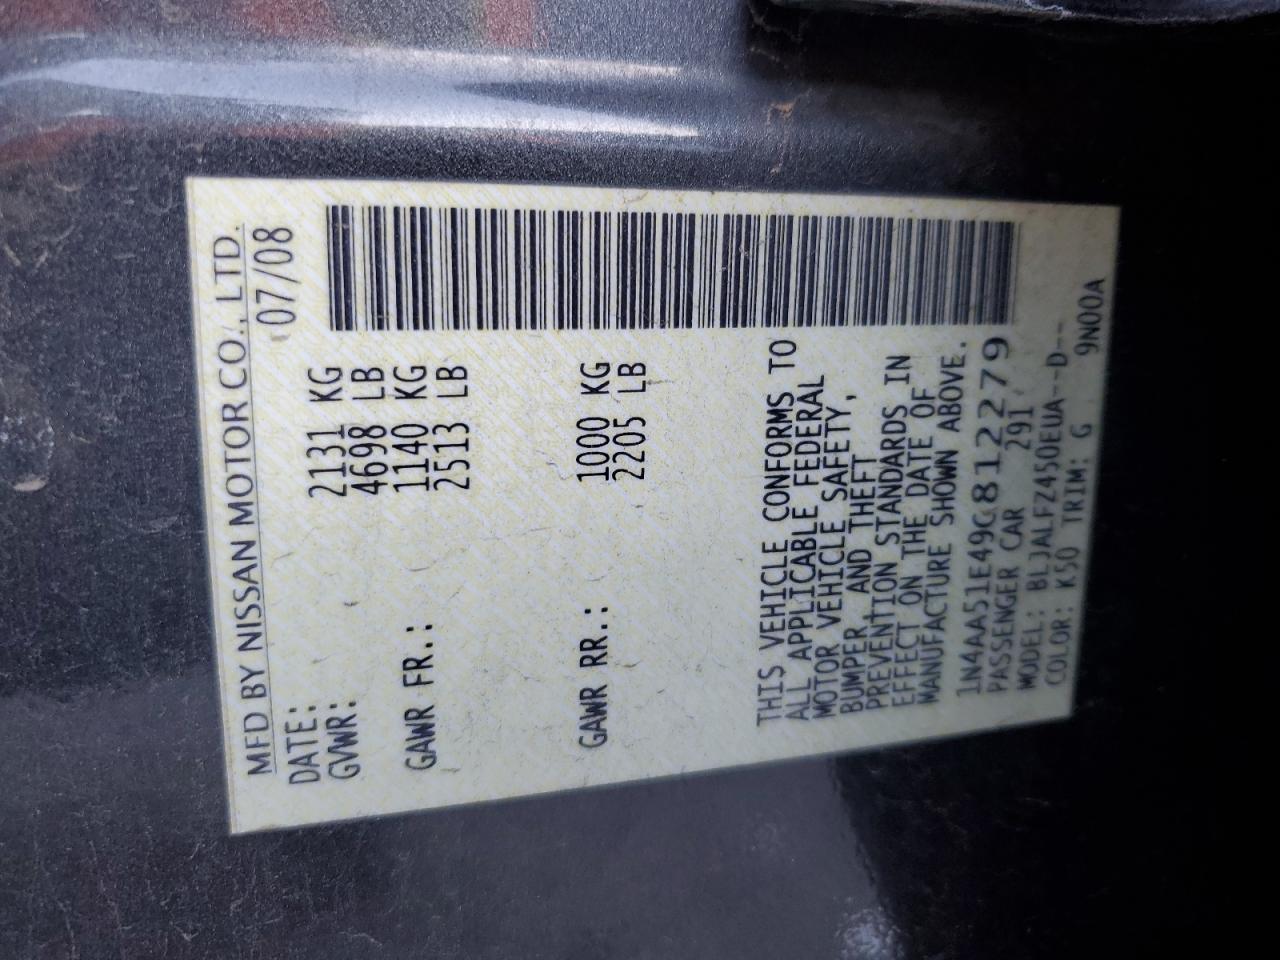 MFD BY NISSAN MOTOR CO., LTD.
DATE: 07/08
GVWR: 2131 KG
4698 LB
GAWR FR.: 1140 KG
2513 LB
GAWR RR.: 1000 KG
2205 LB
THIS VEHICLE CONFORMS TO
ALL APPLICABLE FEDERAL
MOTOR VEHICLE SAFETY,
BUMPER, AND THEFT
PREVENTION STANDARDS IN
EFFECT ON THE DATE OF
MANUFACTURE SHOWN ABOVE.
1N4AA51E49C812279
PASSENGER CAR 291
MODEL: BLJALFZ450EUA--D--
COLOR: K50 TRIM: G 9N00A